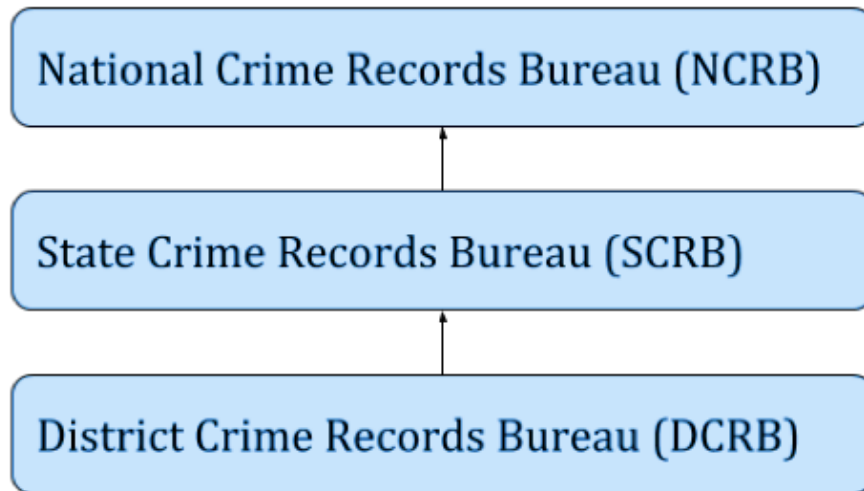 National Crime Records Bureau (NCRB)
State Crime Records Bureau (SCRB)
District Crime Records Bureau (DCRB)